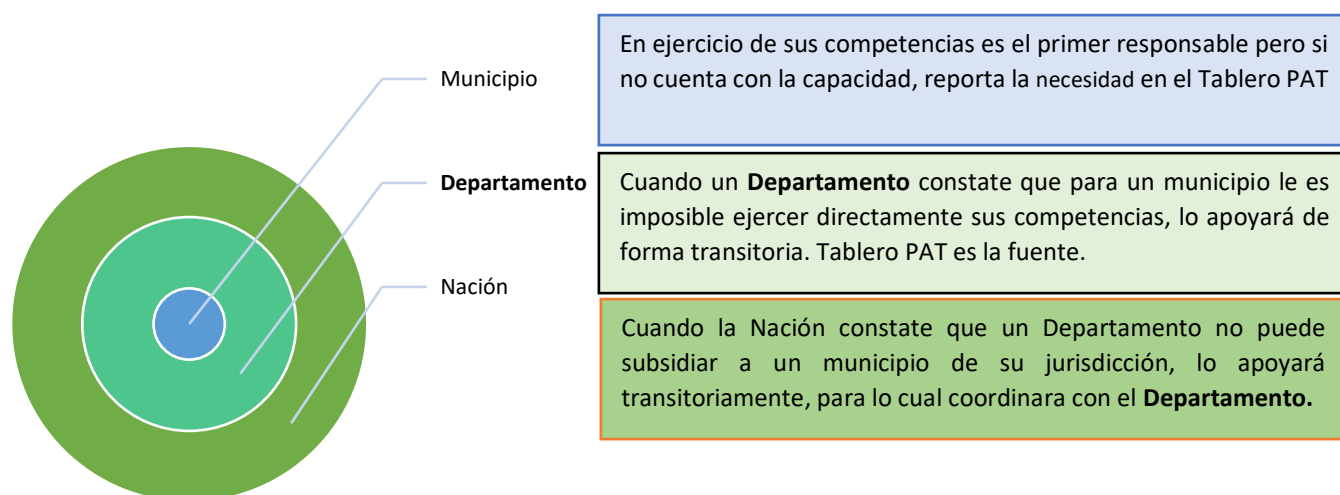 Municipio
En ejercicio de sus competencias es el primer responsable pero si
no cuenta con la capacidad, reporta la necesidad en el Tablero PAT
Departamento
Cuando un Departamento constate que para un municipio le es
imposible ejercer directamente sus competencias, lo apoyará de
forma transitoria. Tablero PAT es la fuente.
Nación
Cuando la Nación constate que un Departamento no puede
subsidiar a un municipio de su jurisdicción, lo apoyará
transitoriamente, para lo cual coordinara con el Departamento.